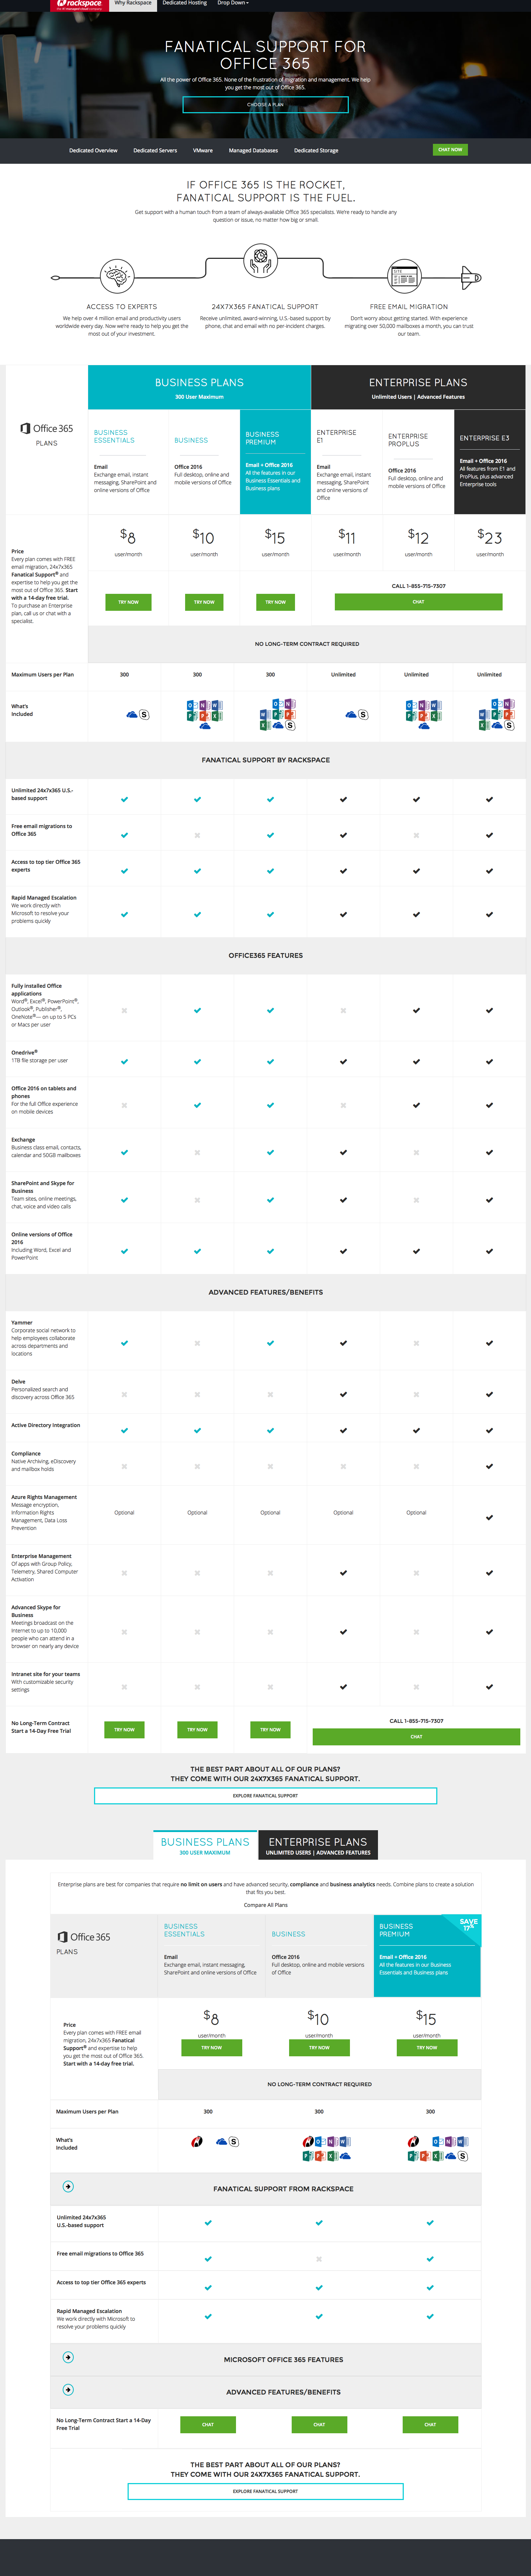 rackspace.
the #1 managed cloud company
Why Rackspace
Dedicated Hosting
Drop Down
FANATICAL SUPPORT FOR
OFFICE 365
All the power of Office 365. None of the frustration of migration and management. We help
you get the most out of Office 365.
CHOOSE A PLAN
Dedicated Overview
Dedicated Servers
VMware
Managed Databases
Dedicated Storage
CHAT NOW
IF OFFICE 365 IS THE ROCKET,
FANATICAL SUPPORT IS THE FUEL.
Get support with a human touch from a team of always-available Office 365 specialists. We're ready to handle any
question or issue, no matter how big or small.
SITE
ACCESS TO EXPERTS
We help over 4 million email and productivity users
worldwide every day. Now we're ready to help you get the
most out of your investment.
24X7X365 FANATICAL SUPPORT
Receive unlimited, award-winning, U.S.-based support by
phone, chat and email with no per-incident charges.
FREE EMAIL MIGRATION
Don't worry about getting started. With experience
migrating over 50,000 mailboxes a month, you can trust
our team.
Office 365
PLANS
BUSINESS PLANS
300 User Maximum
ENTERPRISE PLANS
Unlimited Users | Advanced Features
BUSINESS
ESSENTIALS
Email
Exchange email, instant
messaging, SharePoint and
online versions of Office
BUSINESS
Office 2016
Full desktop, online and
mobile versions of Office
BUSINESS
PREMIUM
Email + Office 2016
All the features in our
Business Essentials and
Business plans
ENTERPRISE
E1
Email
Exchange email, instant
messaging, SharePoint
and online versions of
Office
ENTERPRISE
PROPLUS
Office 2016
Full desktop, online and
mobile versions of Office
ENTERPRISE E3
Email + Office 2016
All features from E1 and
ProPlus, plus advanced
Enterprise tools
Price
Every plan comes with FREE
email migration, 24x7x365
Fanatical Support® and
expertise to help you get the
most out of Office 365. Start
with a 14-day free trial.
To purchase an Enterprise
plan, call us or chat with a
specialist.
$8 $10 $15 $11 $12 $23
user/month user/month user/month user/month user/month user/month
TRY NOW TRY NOW TRY NOW
CALL 1-855-715-7307
CHAT
NO LONG-TERM CONTRACT REQUIRED
Maximum Users per Plan 300 300 300 Unlimited Unlimited Unlimited
What's
Included
FANATICAL SUPPORT BY RACKSPACE
Unlimited 24x7x365 U.S.-
based support
Free email migrations to
Office 365
Access to top tier Office 365
experts
Rapid Managed Escalation
We work directly with
Microsoft to resolve your
problems quickly
OFFICE365 FEATURES
Fully installed Office
applications
Word®, Excel®, PowerPoint®,
Outlook®, Publisher®,
OneNote®— on up to 5 PCs
or Macs per user
Onedrive®
1TB file storage per user
Office 2016 on tablets and
phones
For the full Office experience
on mobile devices
Exchange
Business class email, contacts,
calendar and 50GB mailboxes
SharePoint and Skype for
Business
Team sites, online meetings,
chat, voice and video calls
Online versions of Office
2016
Including Word, Excel and
PowerPoint
ADVANCED FEATURES/BENEFITS
Yammer
Corporate social network to
help employees collaborate
across departments and
locations
Delve
Personalized search and
discovery across Office 365
Active Directory Integration
Compliance
Native Archiving, eDiscovery
and mailbox holds
Azure Rights Management
Message encryption,
Information Rights
Management, Data Loss
Prevention
Optional Optional Optional Optional Optional
Enterprise Management
Of apps with Group Policy,
Telemetry, Shared Computer
Activation
Advanced Skype for
Business
Meetings broadcast on the
Internet to up to 10,000
people who can attend in a
browser on nearly any device
Intranet site for your teams
With customizable security
settings
No Long-Term Contract
Start a 14-Day Free Trial
TRY NOW TRY NOW TRY NOW
CALL 1-855-715-7307
CHAT
THE BEST PART ABOUT ALL OF OUR PLANS?
THEY COME WITH OUR 24X7X365 FANATICAL SUPPORT.
EXPLORE FANATICAL SUPPORT
BUSINESS PLANS
300 USER MAXIMUM
ENTERPRISE PLANS
UNLIMITED USERS | ADVANCED FEATURES
Enterprise plans are best for companies that require no limit on users and have advanced security, compliance and business analytics needs. Combine plans to create a solution
that fits you best.
Compare All Plans
Office 365
PLANS
BUSINESS
ESSENTIALS
Email
Exchange email, instant messaging,
SharePoint and online versions of Office
BUSINESS
Office 2016
Full desktop, online and mobile versions
of Office
BUSINESS
PREMIUM
SAVE
17%
Email + Office 2016
All the features in our Business
Essentials and Business plans
Price
Every plan comes with FREE email
migration, 24x7x365 Fanatical
Support® and expertise to help
you get the most out of Office 365.
Start with a 14-day free trial.
$8 $10 $15
user/month user/month user/month
TRY NOW TRY NOW TRY NOW
NO LONG-TERM CONTRACT REQUIRED
Maximum Users per Plan 300 300 300
What's
Included
FANATICAL SUPPORT FROM RACKSPACE
Unlimited 24x7x365
U.S.-based support
Free email migrations to Office 365
Access to top tier Office 365 experts
Rapid Managed Escalation
We work directly with Microsoft to
resolve your problems quickly
MICROSOFT OFFICE 365 FEATURES
ADVANCED FEATURES/BENEFITS
No Long-Term Contract Start a 14-Day
Free Trial
CHAT CHAT CHAT
THE BEST PART ABOUT ALL OF OUR PLANS?
THEY COME WITH OUR 24X7X365 FANATICAL SUPPORT.
EXPLORE FANATICAL SUPPORT